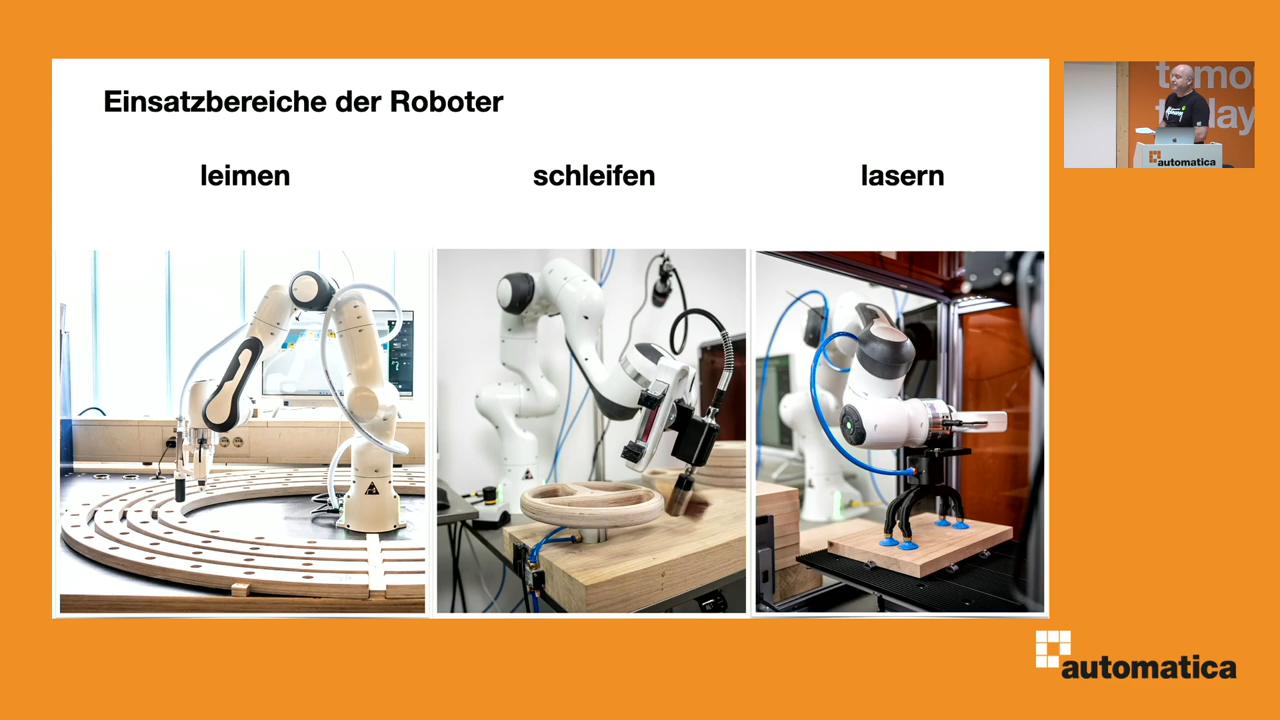 Einsatzbereiche der Roboter
leimen
schleifen
lasern
automatica
automatica